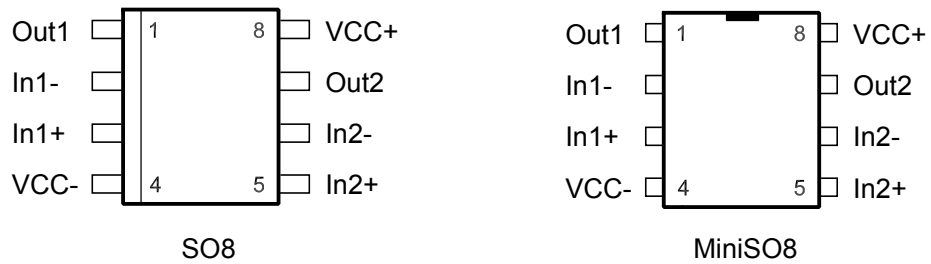 Out1 1 8 VCC+
In1- Out2
In1+ In2-
VCC- 4 5 In2+
SO8
Out1 1 8 VCC+
In1- Out2
In1+ In2-
VCC- 4 5 In2+
MiniSO8